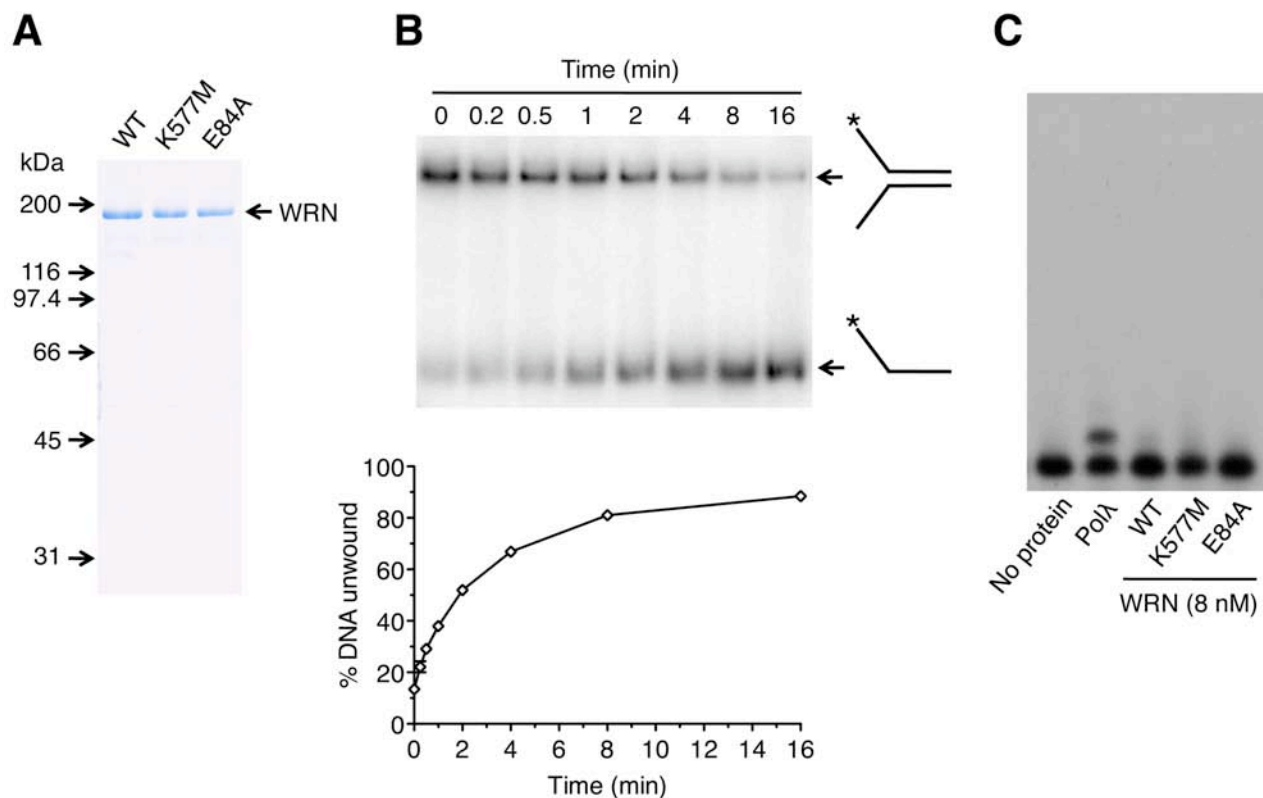 A
WT K577M E84A
kDa
200
WRN
116
97.4
66
45
31
B
Time (min)
0 0.2 0.5 1 2 4 8 16
*
*
% DNA unwound
100
80
60
40
20
0
0 2 4 6 8 10 12 14 16
Time (min)
C
No protein Polλ WT K577M E84A
WRN (8 nM)